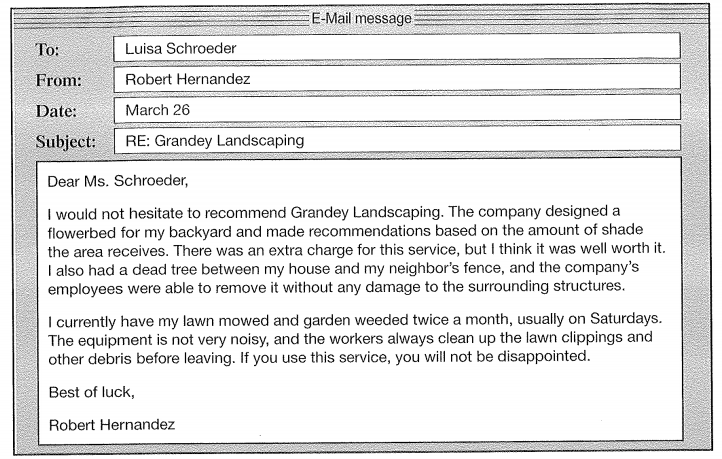 E-Mail message
To: Luisa Schroeder
From: Robert Hernandez
Date: March 26
Subject: RE: Grandey Landscaping
Dear Ms. Schroeder,
I would not hesitate to recommend Grandey Landscaping. The company designed a
flowerbed for my backyard and made recommendations based on the amount of shade
the area receives. There was an extra charge for this service, but I think it was well worth it.
I also had a dead tree between my house and my neighbor's fence, and the company's
employees were able to remove it without any damage to the surrounding structures.
I currently have my lawn mowed and garden weeded twice a month, usually on Saturdays.
The equipment is not very noisy, and the workers always clean up the lawn clippings and
other debris before leaving. If you use this service, you will not be disappointed.
Best of luck,
Robert Hernandez